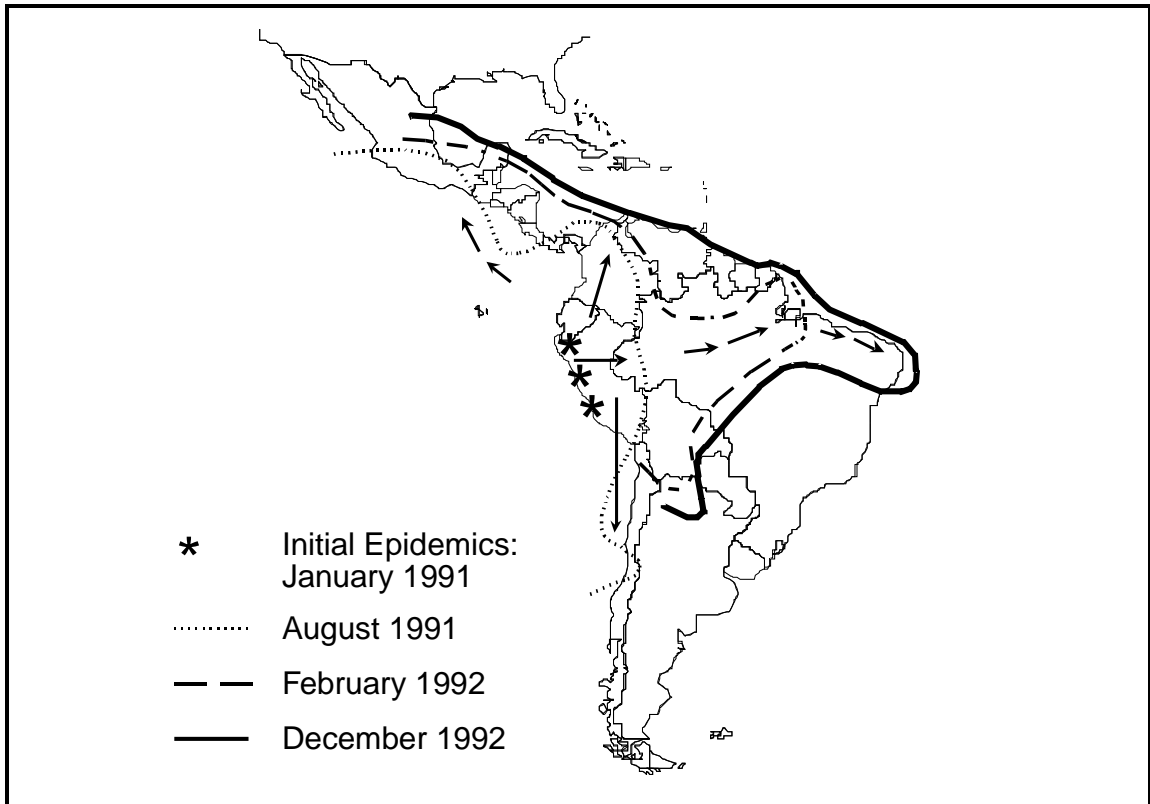 Initial Epidemics:
January 1991
August 1991
February 1992
December 1992